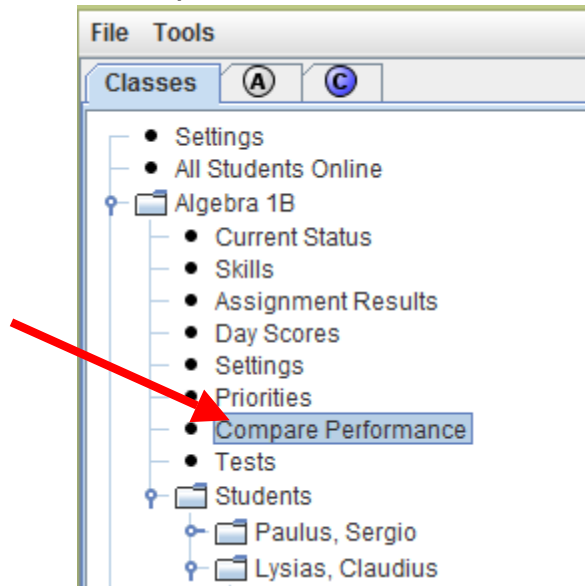 File Tools
Classes A C
Settings
All Students Online
Algebra 1B
Current Status
Skills
Assignment Results
Day Scores
Settings
Priorities
Compare Performance
Tests
Students
Paulus, Sergio
Lysias, Claudius